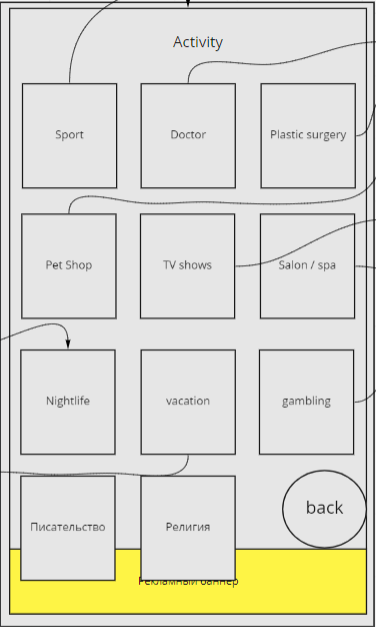 Activity
Sport
Doctor
Plastic surgery
Pet Shop
TV shows
Salon / spa
Nightlife
vacation
gambling
back
Писательство
Религия
Рекламный баннер